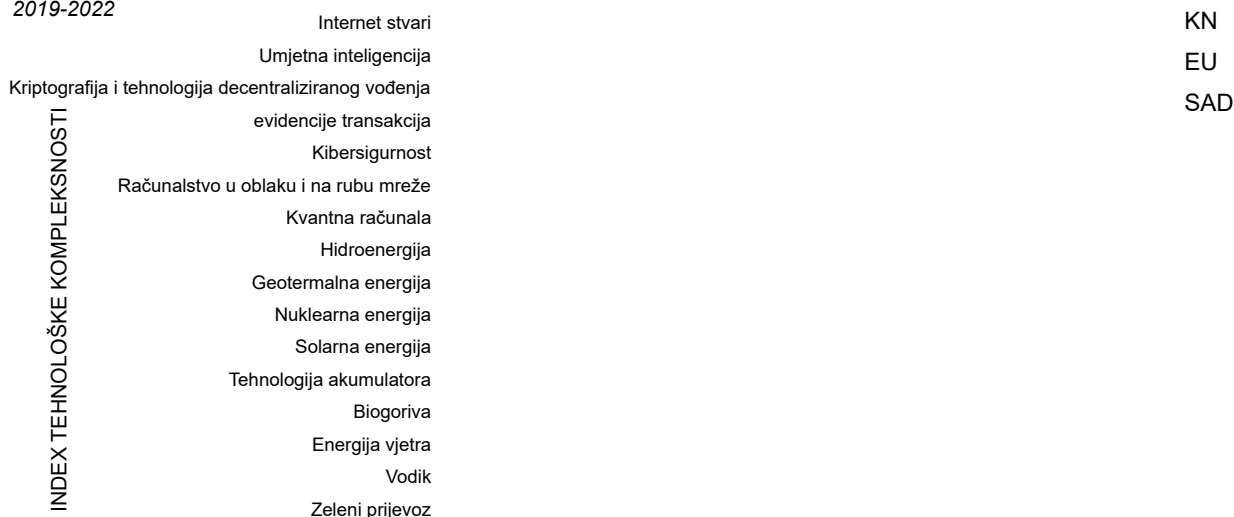 2019-2022
Internet stvari
Umjetna inteligencija
Kriptografija i tehnologija decentraliziranog vođenja
evidencije transakcija
Kibersigurnost
Računalstvo u oblaku i na rubu mreže
Kvantna računala
Hidroenergija
Geotermalna energija
Nuklearna energija
Solarna energija
Tehnologija akumulatora
Biogoriva
Energija vjetra
Vodik
Zeleni prijevoz
INDEX TEHNOLOŠKE KOMPLEKSNOSTI
KN
EU
SAD